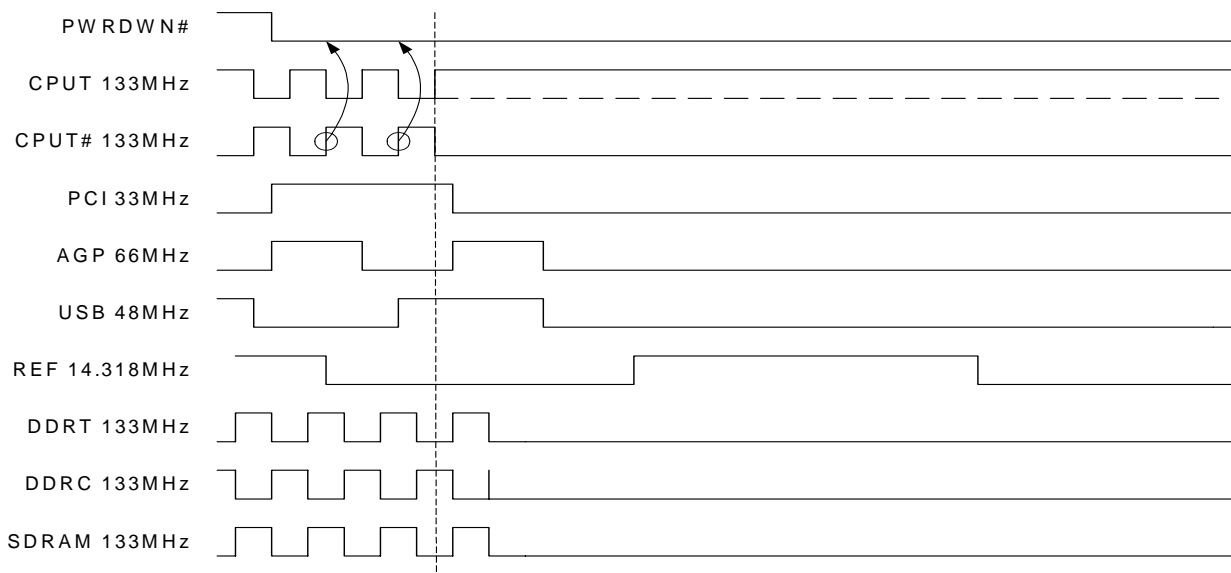 PWRDWN#
CPUT 133MHz
CPUT# 133MHz
PCI 33MHz
AGP 66MHz
USB 48MHz
REF 14.318MHz
DDRT 133MHz
DDRC 133MHz
SDRAM 133MHz